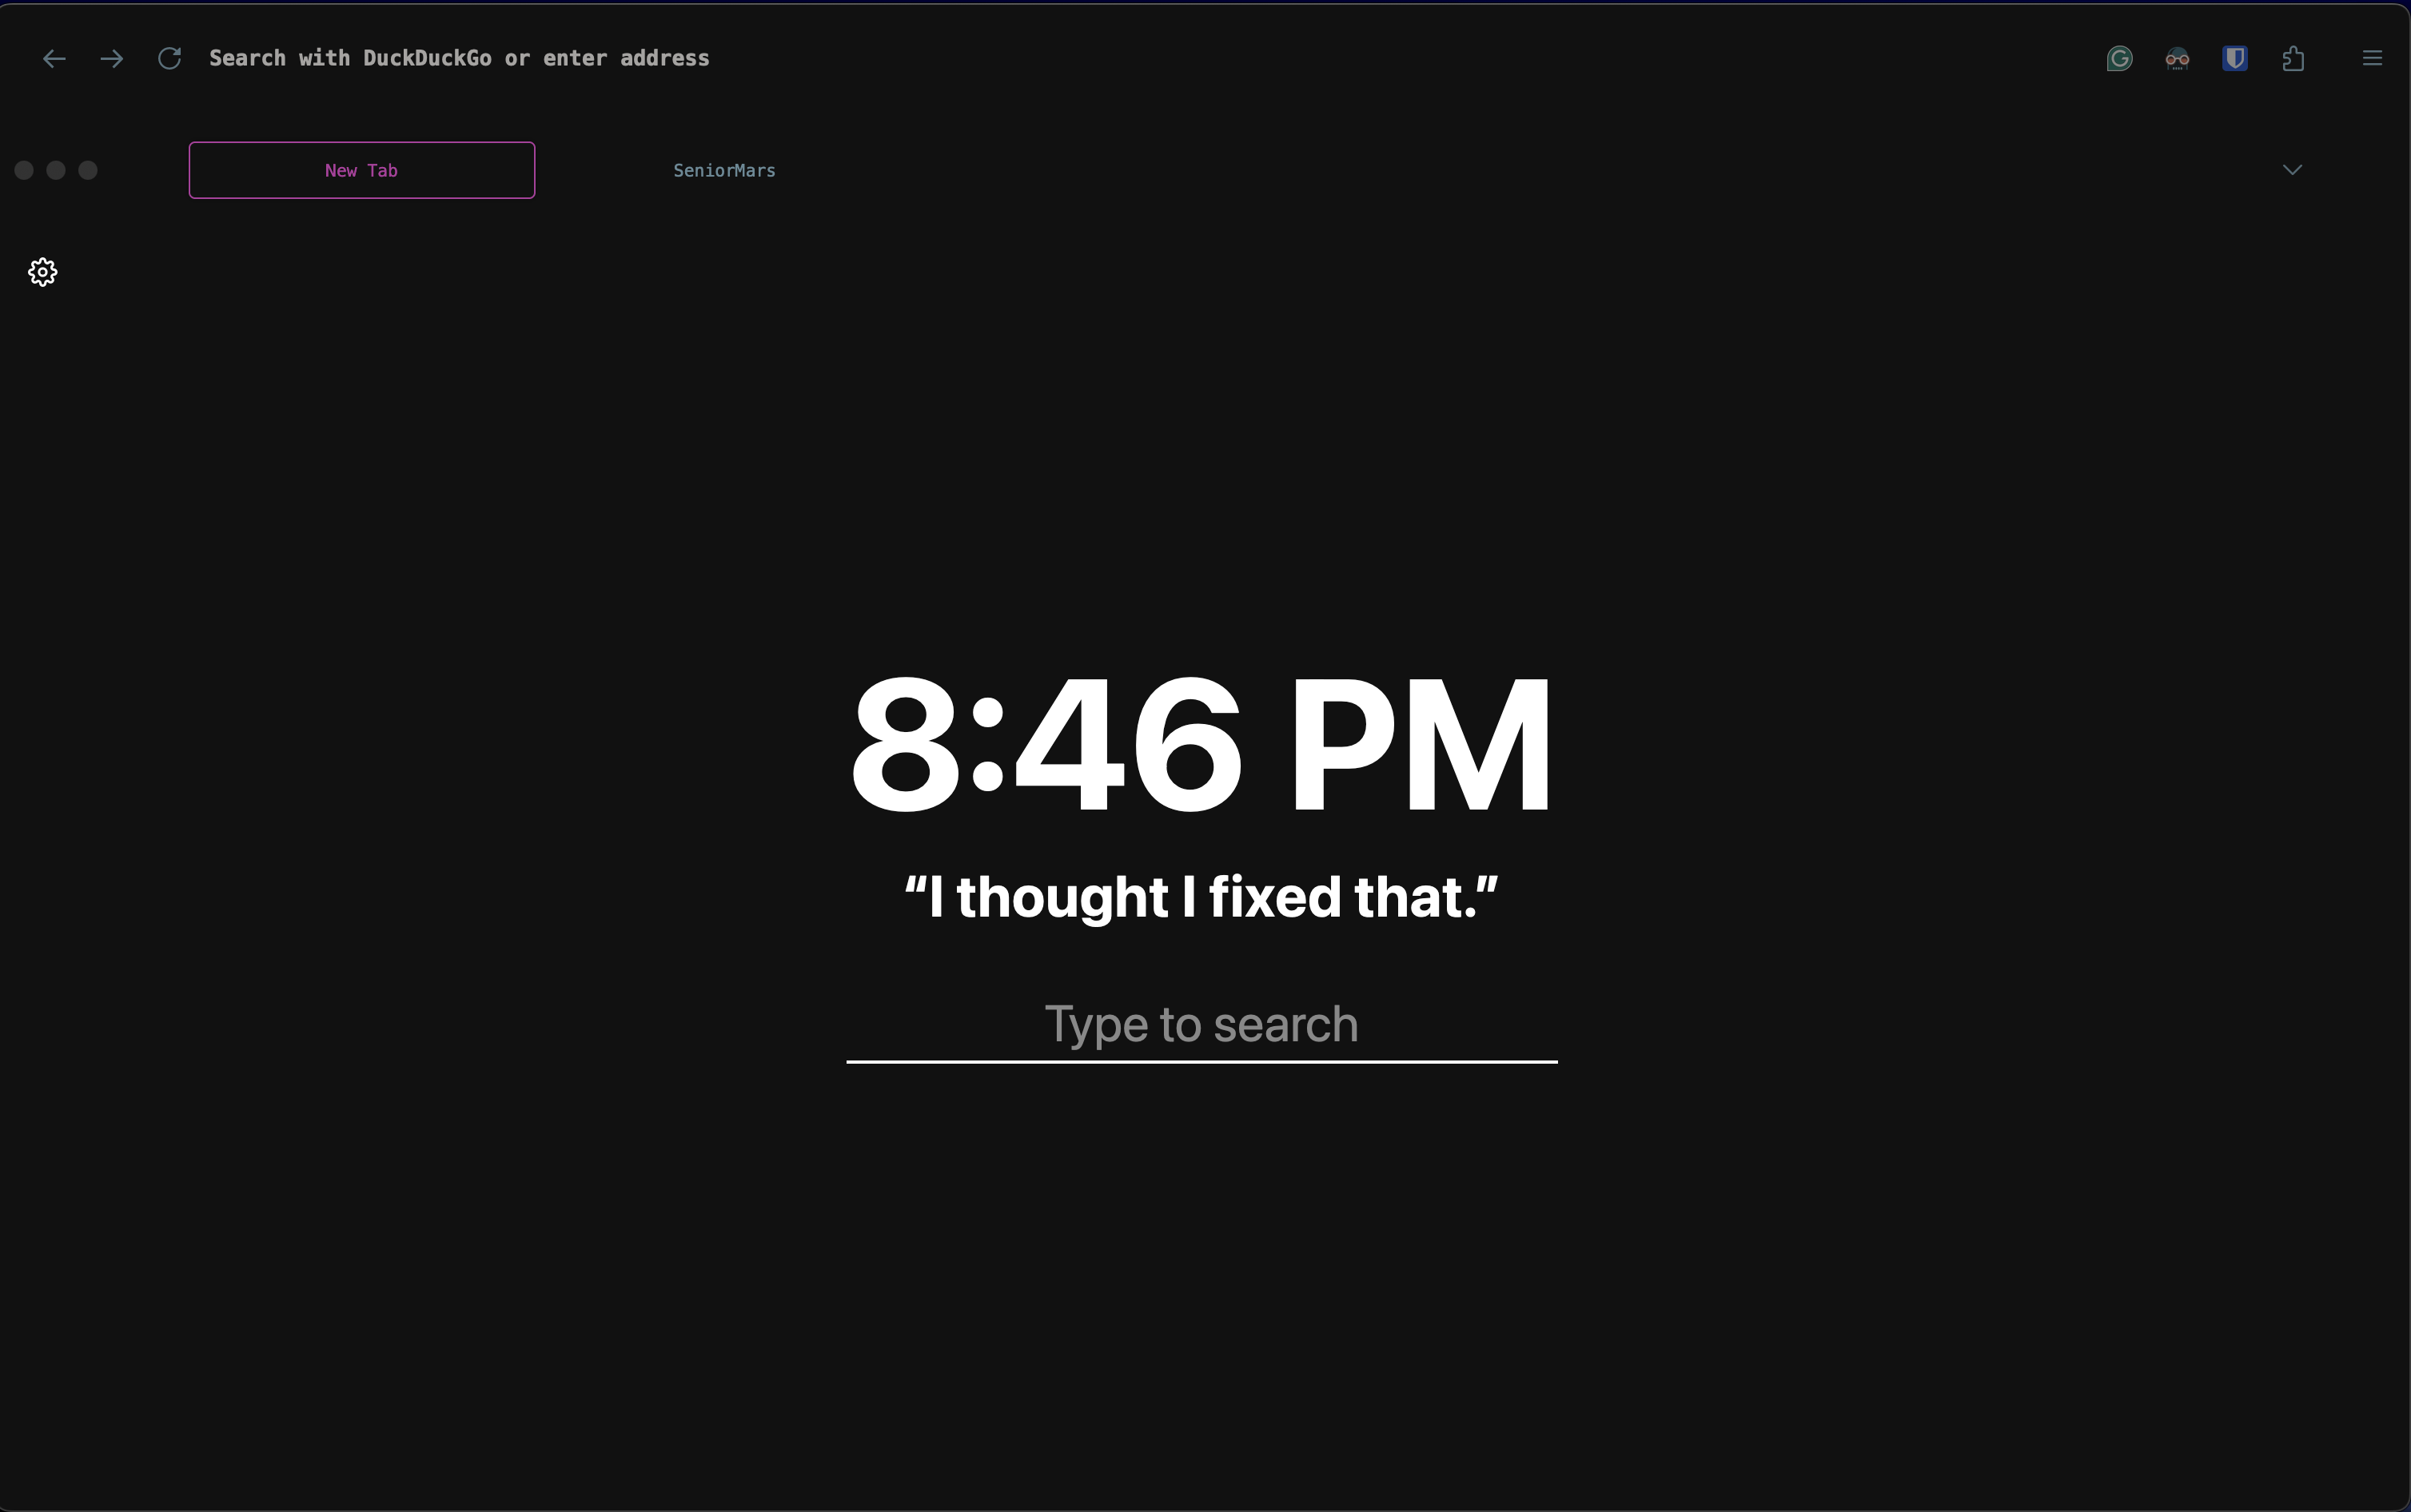 Search with DuckDuckGo or enter address
New Tab
SeniorMars
8:46 PM
“I thought I fixed that.”
Type to search